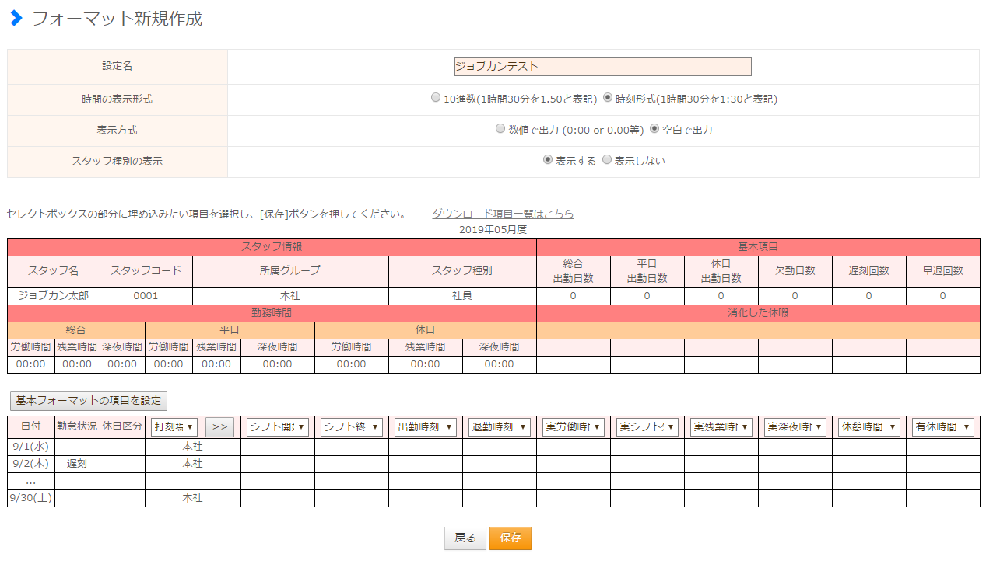 フォーマット新規作成
設定名 ジョブカンテスト
時間の表示形式 10進数(1時間30分を1.50と表記) 時刻形式(1時間30分を1:30と表記)
表示方式 数値で出力 (0:00 or 0.00等) 空白で出力
スタッフ種別の表示 表示する 表示しない
セレクトボックスの部分に埋め込みたい項目を選択し、[保存]ボタンを押してください。 ダウンロード項目一覧はこちら
2019年05月度
スタッフ情報 基本項目
スタッフ名 スタッフコード 所属グループ スタッフ種別 総合 出勤日数 平日 出勤日数 休日 出勤日数 欠勤日数 遅刻回数 早退回数
ジョブカン太郎 0001 本社 社員 0 0 0 0 0 0
勤務時間 消化した休暇
総合 平日 休日
労働時間 残業時間 深夜時間 労働時間 残業時間 深夜時間 労働時間 残業時間 深夜時間
00:00 00:00 00:00 00:00 00:00 00:00 00:00 00:00 00:00
基本フォーマットの項目を設定
日付 勤怠状況 休日区分 打刻場 >> シフト開 シフト終 出勤時刻 退勤時刻 実労働時 実シフト 実残業時 実深夜時 休憩時間 有休時間
9/1(水) 本社
9/2(木) 遅刻 本社
...
9/30(土) 本社
戻る 保存